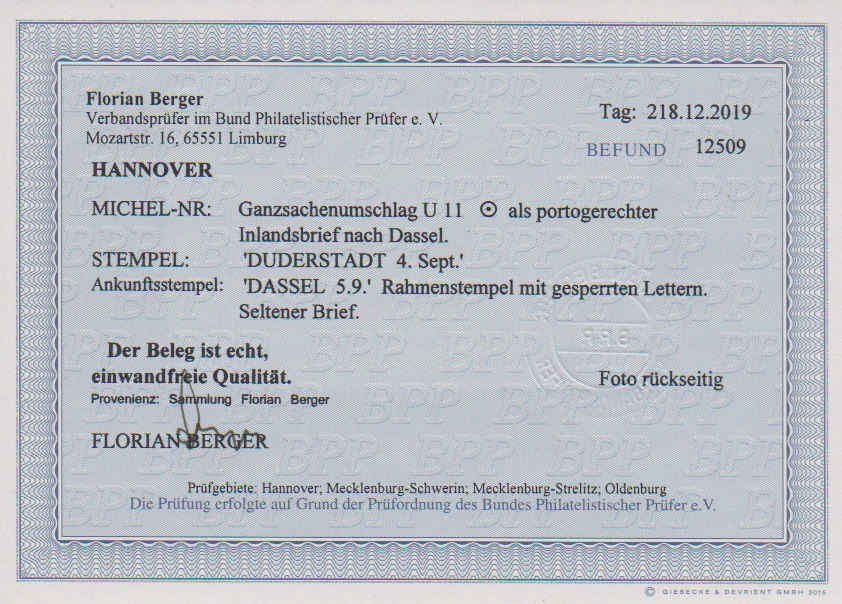 Florian Berger
Verbandsprüfer im Bund Philatelistischer Prüfer e. V.
Mozartstr. 16, 65551 Limburg
Tag: 218.12.2019
BEFUND 12509
HANNOVER
MICHEL-NR: Ganzsachenumschlag U 11 ⊙ als portogerechter
Inlandsbrief nach Dassel.
STEMPEL: 'DUDERSTADT 4. Sept.'
Ankunftsstempel: 'DASSEL 5.9.' Rahmenstempel mit gesperrten Lettern.
Seltener Brief.
Der Beleg ist echt,
einwandfreie Qualität.
Foto rückseitig
Provenienz: Sammlung Florian Berger
FLORIAN BERGER
Prüfgebiete: Hannover; Mecklenburg-Schwerin; Mecklenburg-Strelitz; Oldenburg
Die Prüfung erfolgte auf Grund der Prüfordnung des Bundes Philatelistischer Prüfer e.V.
© GIESECKE & DEVRIENT GMBH 2015